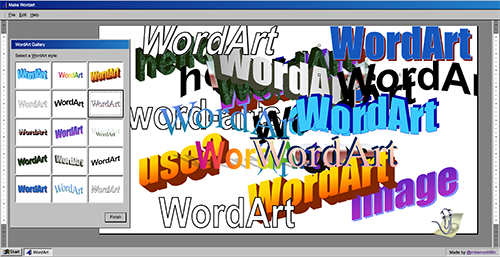 Make Wordart
File Edit Help
WordArt Gallery
Select a WordArt style:
WordArt WordArt WordArt
WordArt WordArt WordArt
WordArt WordArt WordArt
WordArt WordArt WordArt
WordArt WordArt WordArt
Finish
WordArt
WordArt
hello
WordArt
WordArt
word-art
WordArt
WordArt
WordArt
WordArt
use?
WordArt
image
WordArt
Start WordArt
Made by